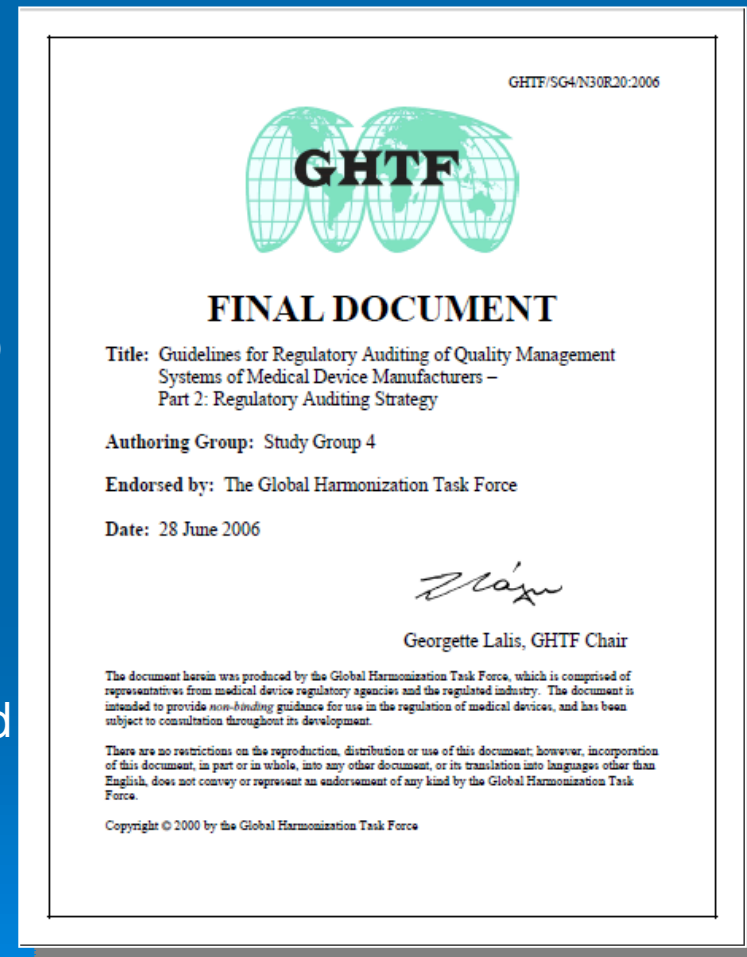 GHTF/SG4/N30R20:2006
GHTF
FINAL DOCUMENT
Title: Guidelines for Regulatory Auditing of Quality Management
Systems of Medical Device Manufacturers –
Part 2: Regulatory Auditing Strategy
Authoring Group: Study Group 4
Endorsed by: The Global Harmonization Task Force
Date: 28 June 2006
Georgette Lalis, GHTF Chair
The document herein was produced by the Global Harmonization Task Force, which is comprised of
representatives from medical device regulatory agencies and the regulated industry. The document is
intended to provide non-binding guidance for use in the regulation of medical devices, and has been
subject to consultation throughout its development.
There are no restrictions on the reproduction, distribution or use of this document; however, incorporation
of this document, in part or in whole, into any other document, or its translation into languages other than
English, does not convey or represent an endorsement of any kind by the Global Harmonization Task
Force.
Copyright © 2000 by the Global Harmonization Task Force